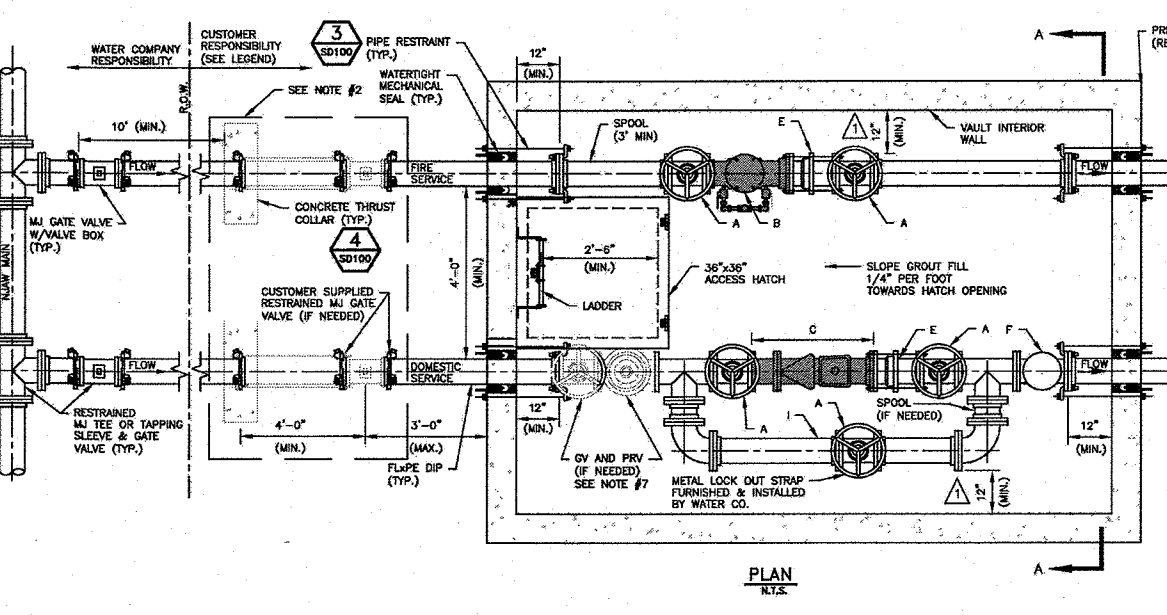 WATER COMPANY
RESPONSIBILITY
CUSTOMER
RESPONSIBILITY
(SEE LEGEND)
R.O.W.
3
SD100
PIPE RESTRAINT
(TYP.)
WATERTIGHT
MECHANICAL
SEAL (TYP.)
12"
(MIN.)
A
SEE NOTE #2
10' (MIN.)
SPOOL
(3' MIN)
E
1
12"
(MIN.)
VAULT INTERIOR
WALL
FLOW
FIRE
SERVICE
FLOW
MJ GATE VALVE
W/VALVE BOX
(TYP.)
CONCRETE THRUST
COLLAR (TYP.)
A
B
A
4
SD100
4'-0"
(MIN.)
2'-6"
(MIN.)
LADDER
36"x36"
ACCESS HATCH
SLOPE GROUT FILL
1/4" PER FOOT
TOWARDS HATCH OPENING
NJAW MAIN
CUSTOMER SUPPLIED
RESTRAINED MJ GATE
VALVE (IF NEEDED)
C
E
A
F
FLOW
DOMESTIC
SERVICE
FLOW
RESTRAINED
MJ TEE OR TAPPING
SLEEVE & GATE
VALVE (TYP.)
4'-0"
(MIN.)
3'-0"
(MAX.)
12"
(MIN.)
FLxPE DIP
(TYP.)
GV AND PRV
(IF NEEDED)
SEE NOTE #7
A
I
A
SPOOL
(IF NEEDED)
12"
(MIN.)
METAL LOCK OUT STRAP
FURNISHED & INSTALLED
BY WATER CO.
1
12"
(MIN.)
A
PLAN
N.T.S.